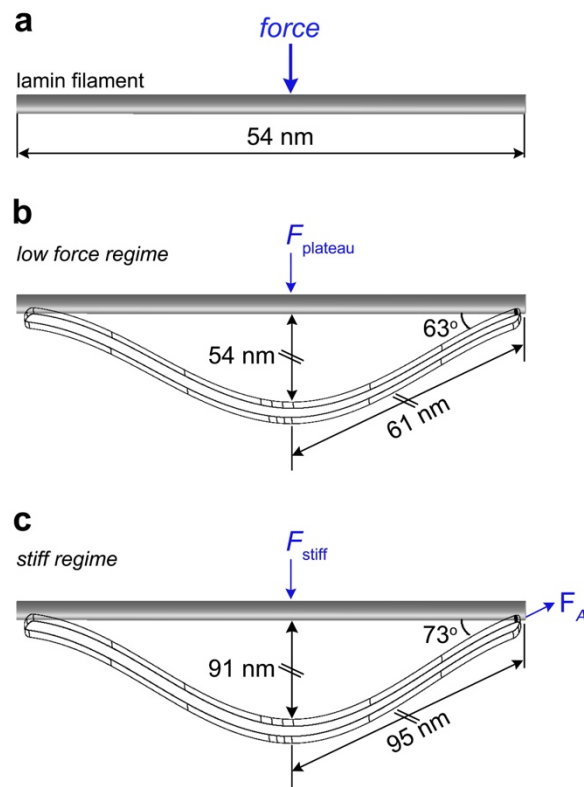 a
force
lamin filament
54 nm
b
low force regime
F plateau
63°
54 nm
61 nm
c
stiff regime
F stiff
F_A
73°
91 nm
95 nm